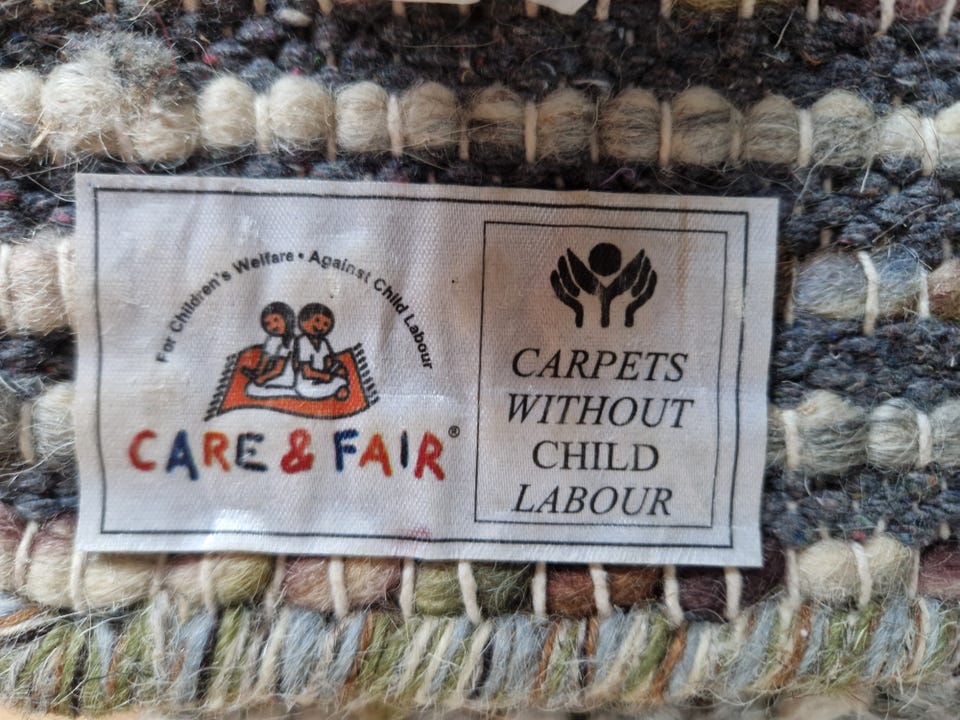 For Children's Welfare • Against Child Labour
CARE & FAIR®
CARPETS
WITHOUT
CHILD
LABOUR